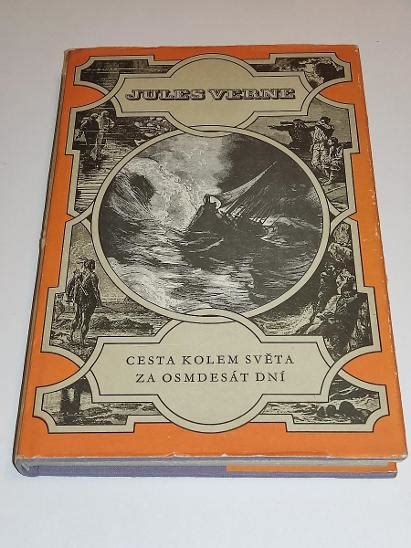 JULES VERNE
CESTA KOLEM SVĚTA
ZA OSMDESÁT DNÍ